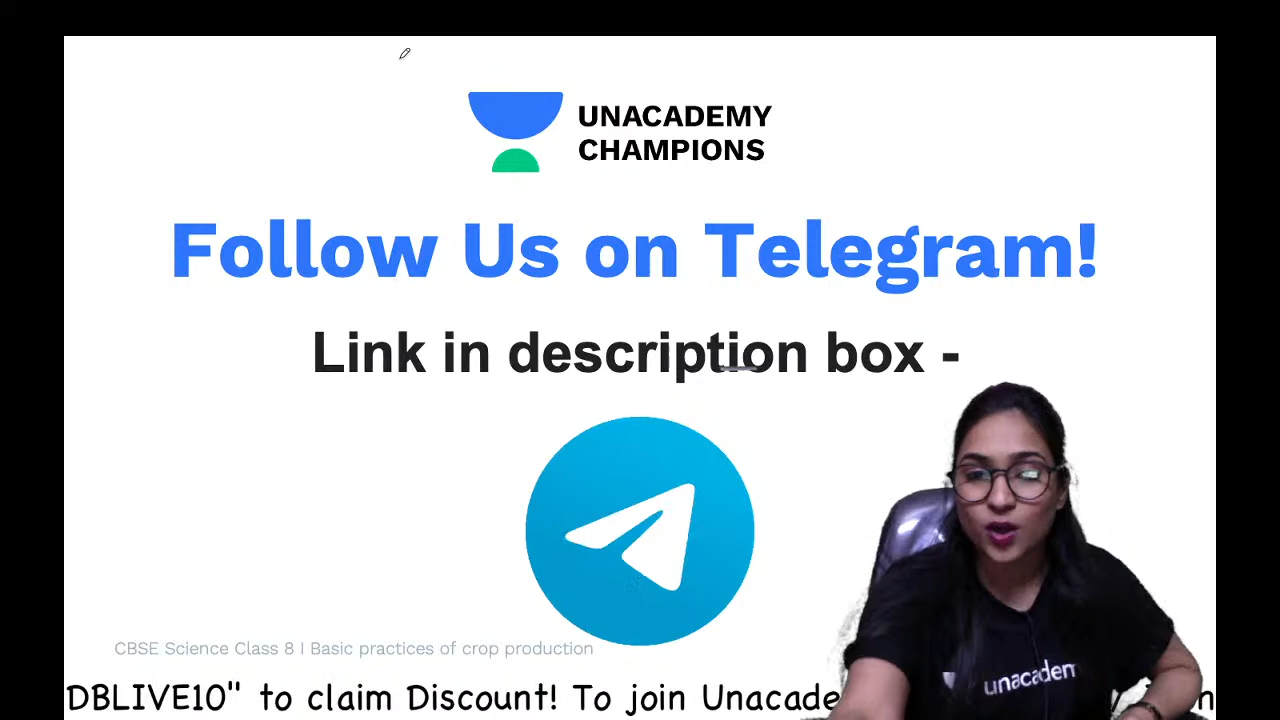 UNACADEMY
CHAMPIONS
Follow Us on Telegram!
Link in description box -
CBSE Science Class 8 I Basic practices of crop production
unacadem
DBLIVE10" to claim Discount! To join Unacade